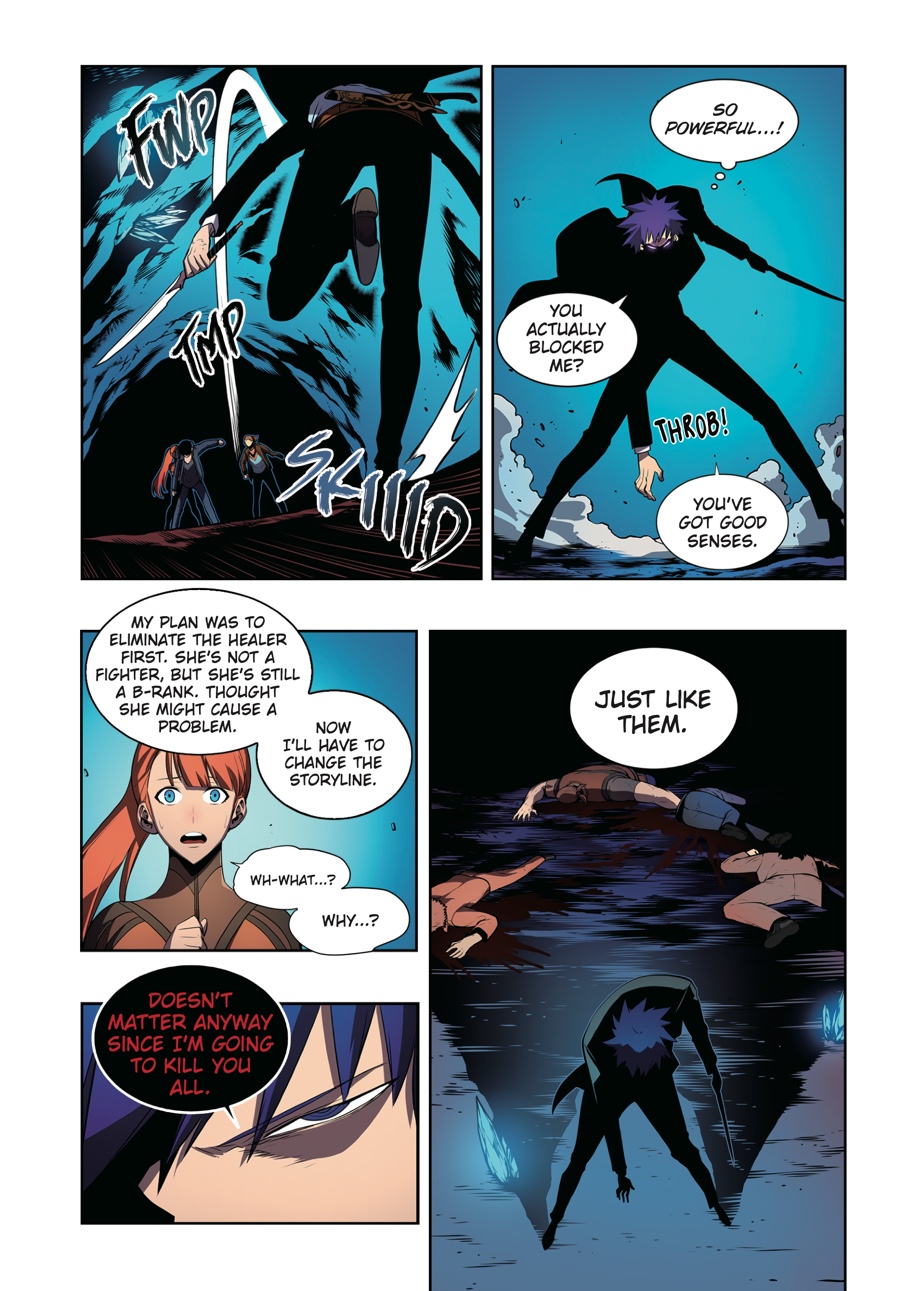 FWP
TMP
SKIIID
SO
POWERFUL...!
YOU
ACTUALLY
BLOCKED
ME?
THROB!
YOU'VE
GOT GOOD
SENSES.
MY PLAN WAS TO
ELIMINATE THE HEALER
FIRST. SHE'S NOT A
FIGHTER, BUT SHE'S STILL
A B-RANK. THOUGHT
SHE MIGHT CAUSE A
PROBLEM.
NOW
I'LL HAVE TO
CHANGE THE
STORYLINE.
WH-WHAT...?
WHY...?
DOESN'T
MATTER ANYWAY
SINCE I'M GOING
TO KILL YOU
ALL.
JUST LIKE
THEM.